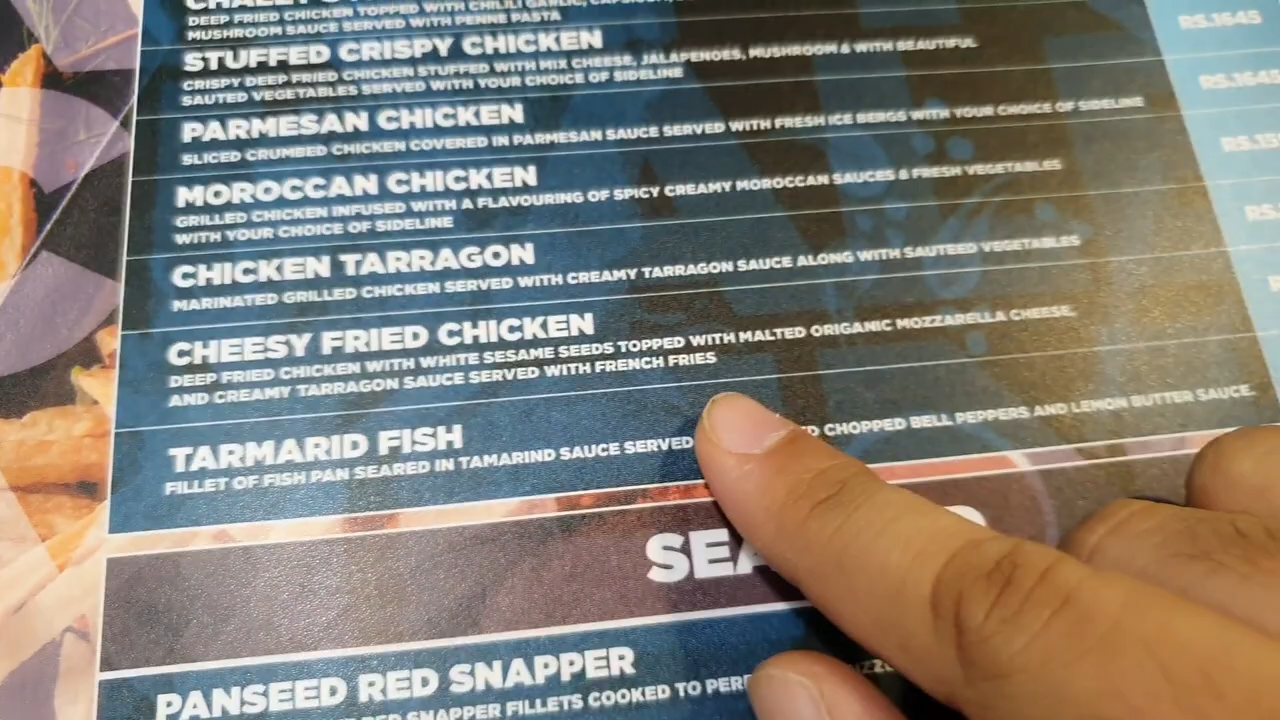 DEEP FRIED CHICKEN TOPPED WITH CHILILI GARLIC,
MUSHROOM SAUCE SERVED WITH PENNE PASTA
RS.1645
STUFFED CRISPY CHICKEN
CRISPY DEEP FRIED CHICKEN STUFFED WITH MIX CHEESE, JALAPENOES, MUSHROOM & WITH BEAUTIFUL
SAUTED VEGETABLES SERVED WITH YOUR CHOICE OF SIDELINE
PARMESAN CHICKEN
SLICED CRUMBED CHICKEN COVERED IN PARMESAN SAUCE SERVED WITH FRESH ICE BERGS WITH YOUR CHOICE OF SIDELINE
MOROCCAN CHICKEN
GRILLED CHICKEN INFUSED WITH A FLAVOURING OF SPICY CREAMY MOROCCAN SAUCES & FRESH VEGETABLES
WITH YOUR CHOICE OF SIDELINE
CHICKEN TARRAGON
MARINATED GRILLED CHICKEN SERVED WITH CREAMY TARRAGON SAUCE ALONG WITH SAUTEED VEGETABLES
CHEESY FRIED CHICKEN
DEEP FRIED CHICKEN WITH WHITE SESAME SEEDS TOPPED WITH MALTED ORIGANIC MOZZARELLA CHEESE,
AND CREAMY TARRAGON SAUCE SERVED WITH FRENCH FRIES
TARMARID FISH
FILLET OF FISH PAN SEARED IN TAMARIND SAUCE SERVED CHOPPED BELL PEPPERS AND LEMON BUTTER SAUCE.
PANSEED RED SNAPPER
RED SNAPPER FILLETS COOKED TO